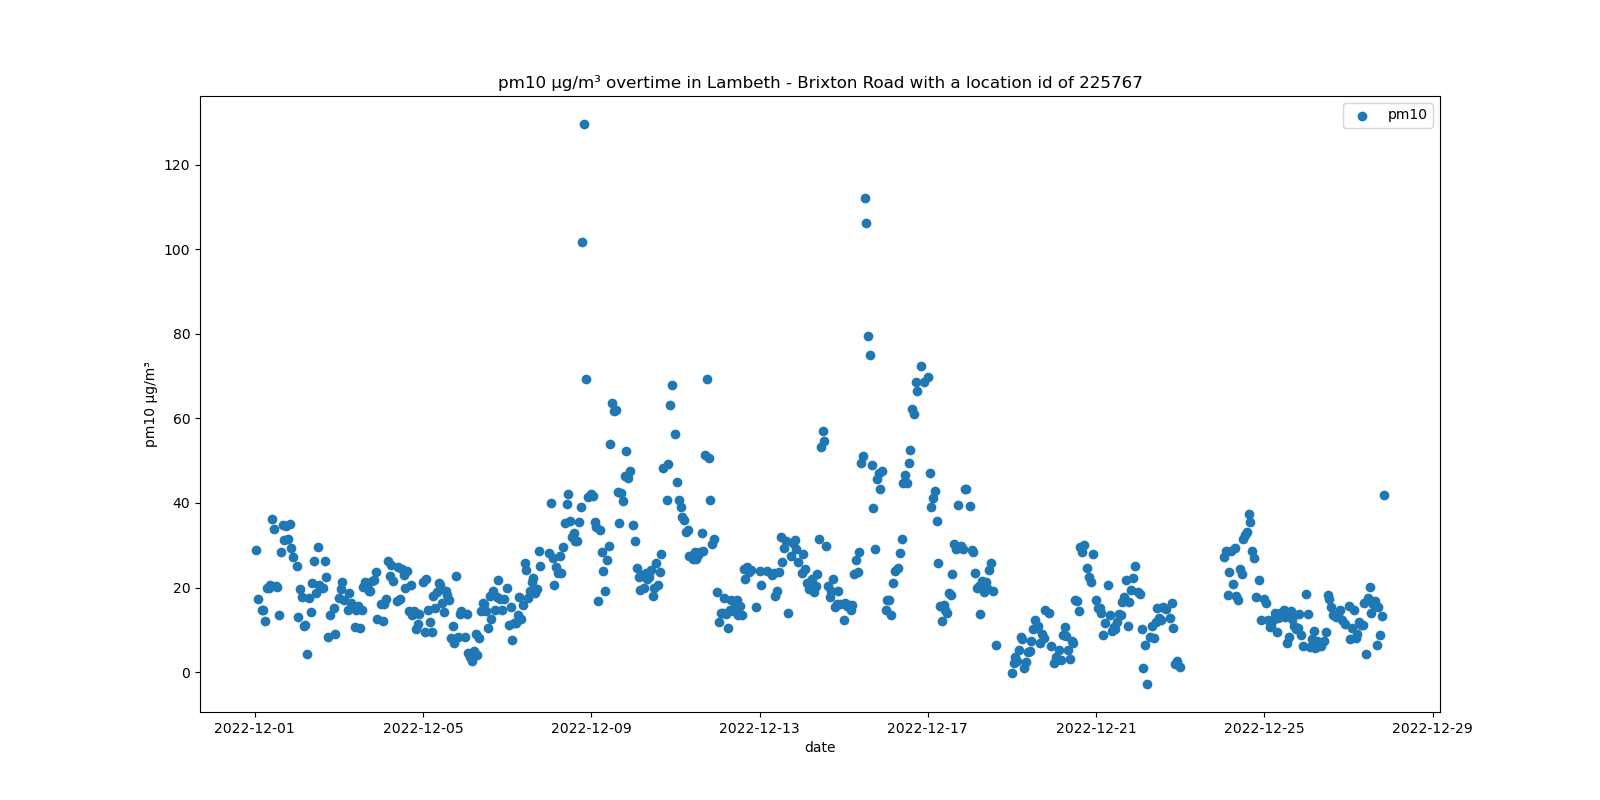 pm10 µg/m³ overtime in Lambeth - Brixton Road with a location id of 225767
pm10
120
100
80
60
40
20
0
pm10 µg/m³
2022-12-01 2022-12-05 2022-12-09 2022-12-13 2022-12-17 2022-12-21 2022-12-25 2022-12-29
date